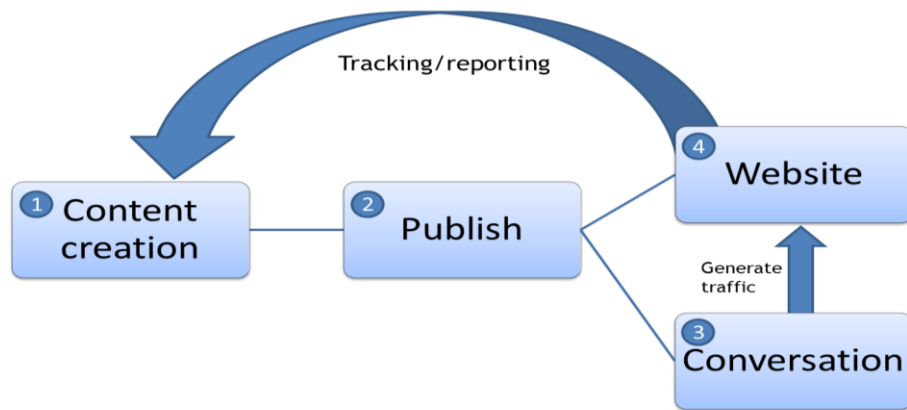 Tracking/reporting
1
Content
creation
2
Publish
4
Website
Generate
traffic
3
Conversation